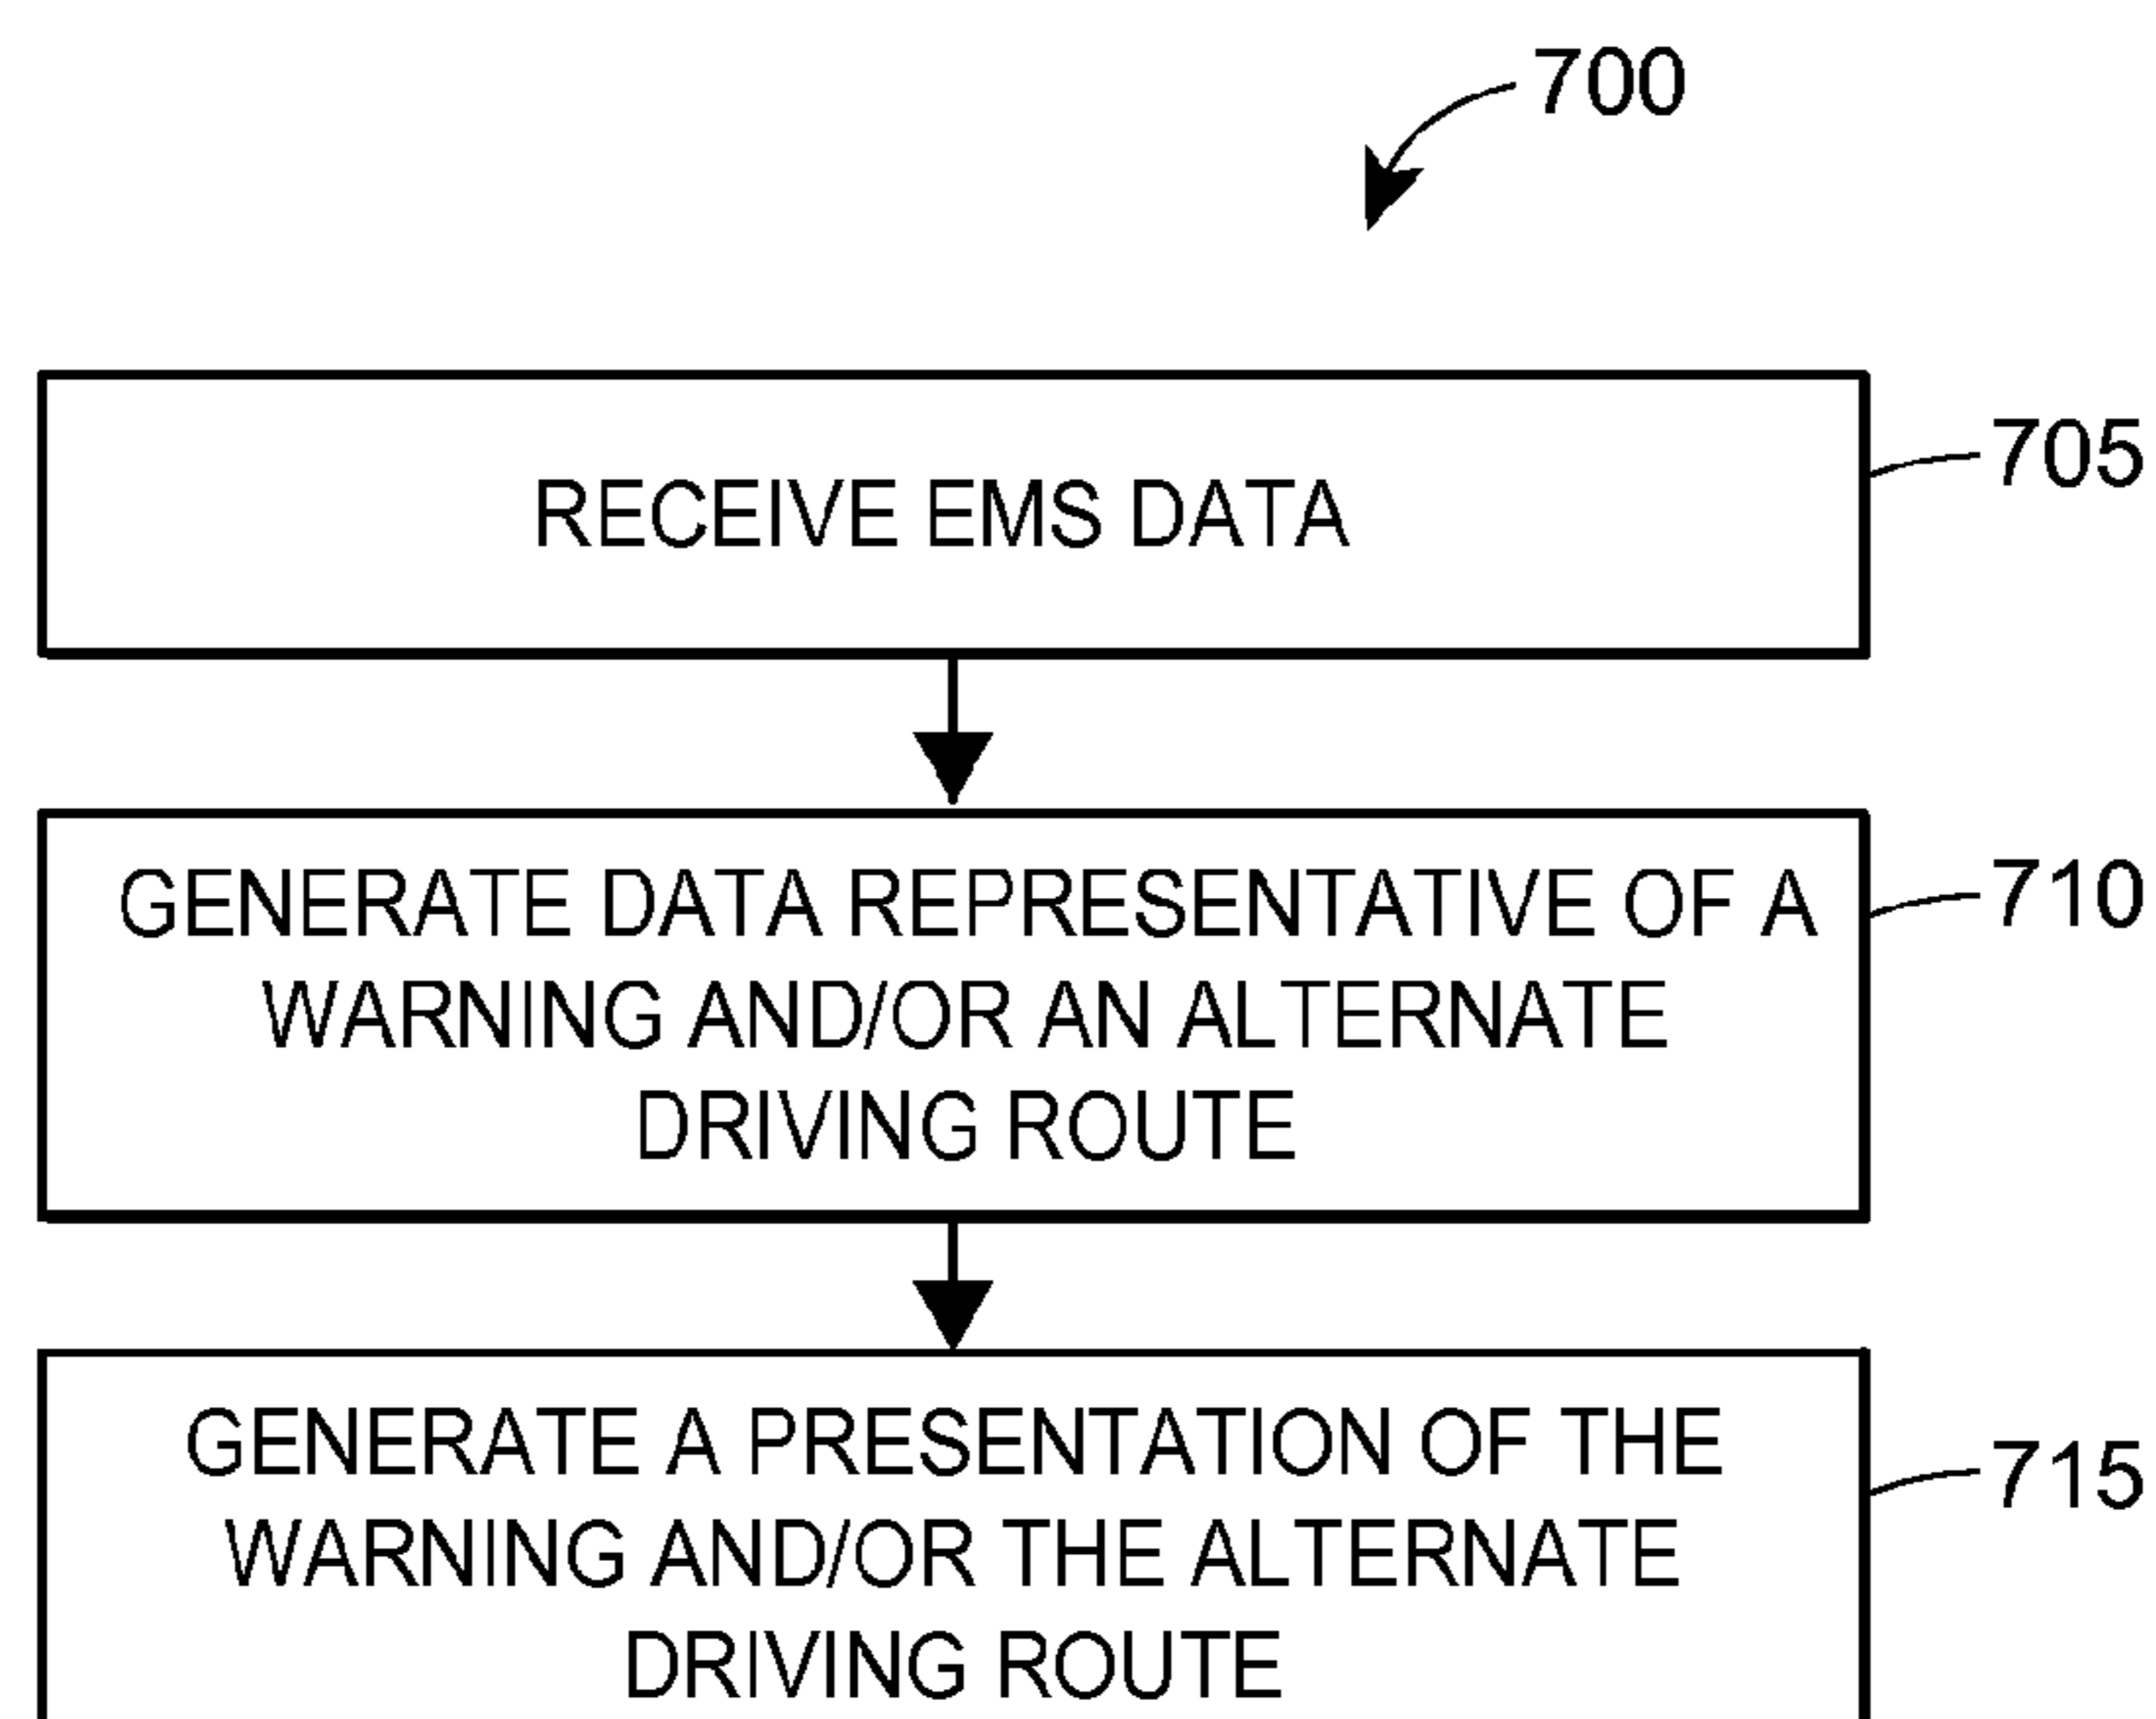 700
RECEIVE EMS DATA
705
GENERATE DATA REPRESENTATIVE OF A
WARNING AND/OR AN ALTERNATE
DRIVING ROUTE
710
GENERATE A PRESENTATION OF THE
WARNING AND/OR THE ALTERNATE
DRIVING ROUTE
715